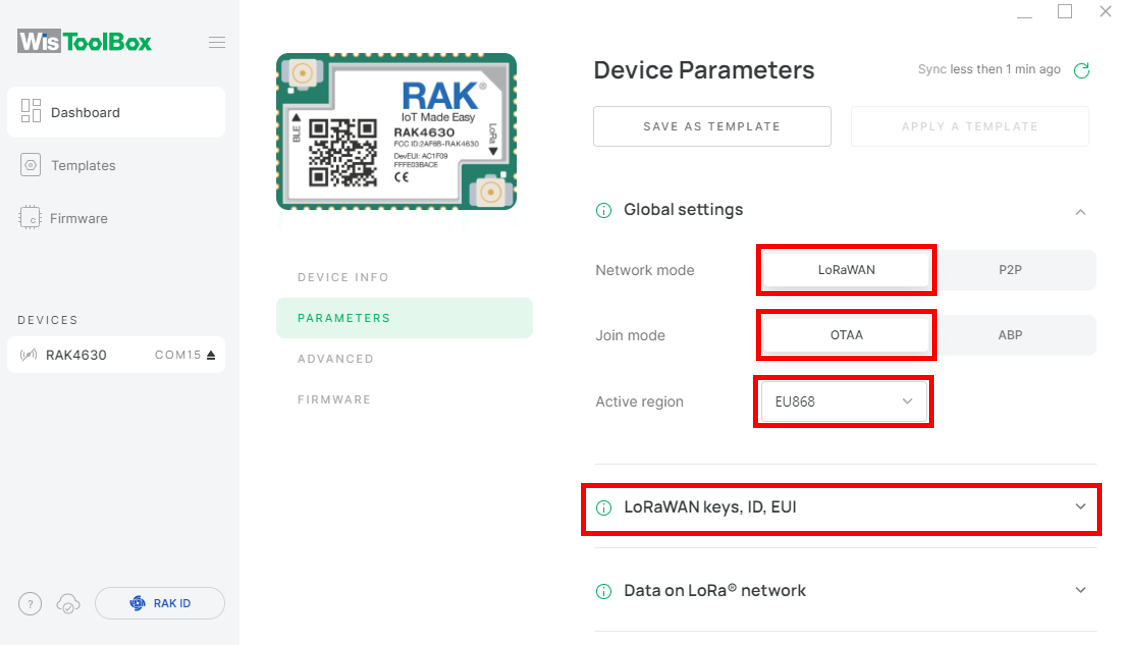 WisToolBox
Dashboard
Templates
Firmware
DEVICES
RAK4630 COM15
?
RAK ID
RAK®
IoT Made Easy
RAK4630
FCC ID:2AF6B-RAK4630
DevEUI: AC1F09
FFFE03BACE
CE
BLE
LoRa
DEVICE INFO
PARAMETERS
ADVANCED
FIRMWARE
Device Parameters
Sync less then 1 min ago
SAVE AS TEMPLATE
APPLY A TEMPLATE
Global settings
Network mode LoRaWAN P2P
Join mode OTAA ABP
Active region EU868
LoRaWAN keys, ID, EUI
Data on LoRa® network